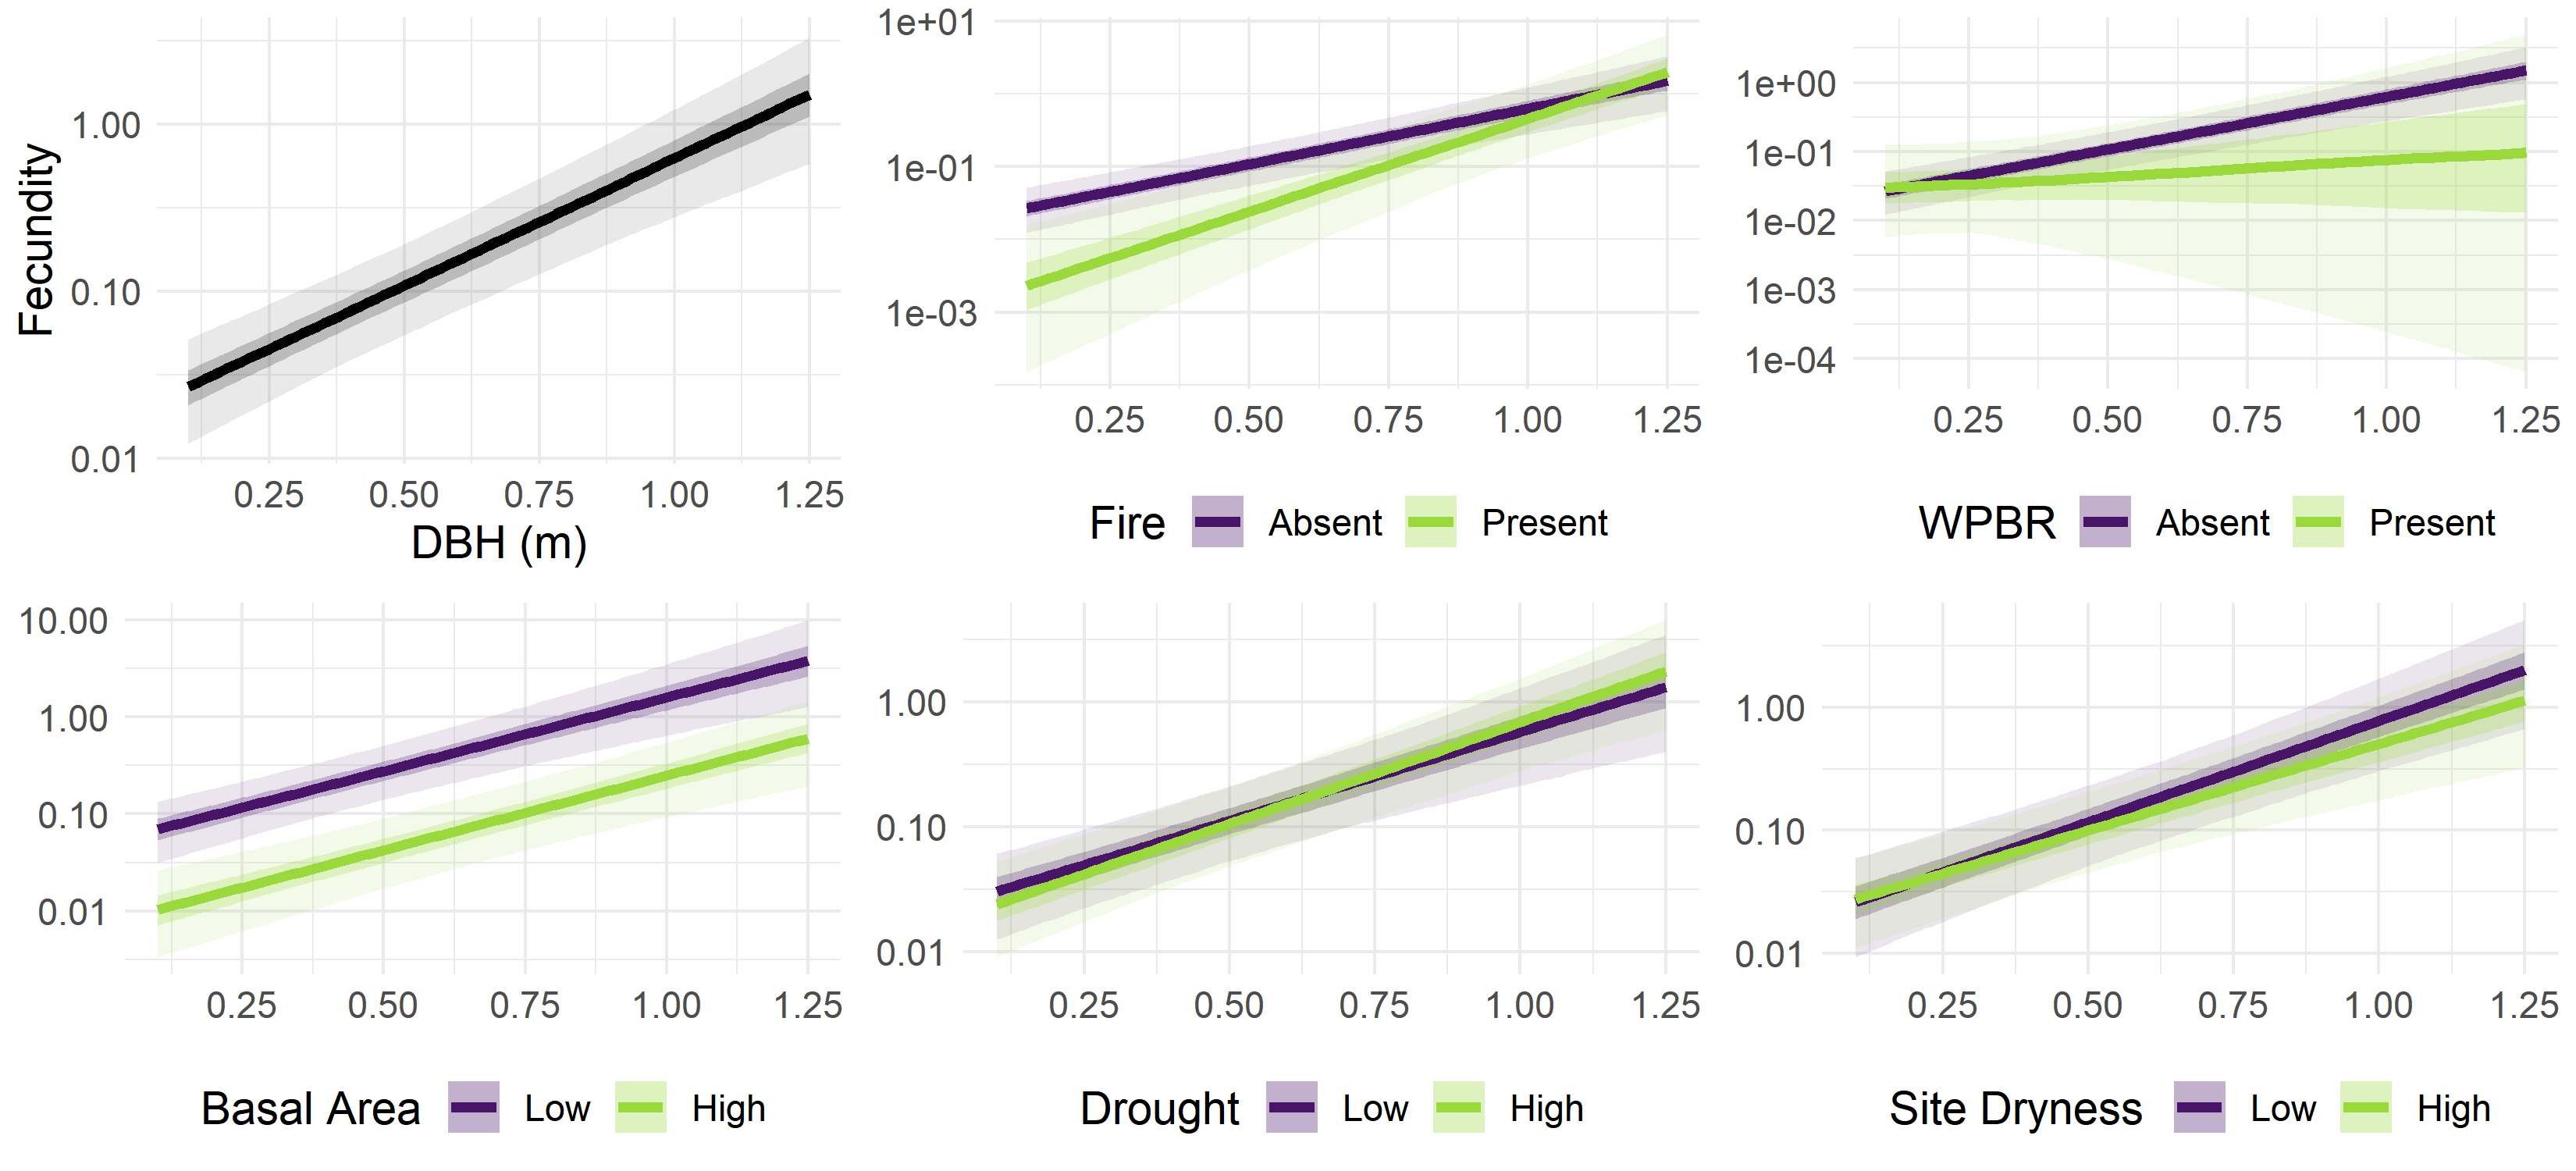 Fecundity
1.00
0.10
0.01
0.25 0.50 0.75 1.00 1.25
DBH (m)
1e+01
1e-01
1e-03
0.25 0.50 0.75 1.00 1.25
Fire Absent Present
1e+00
1e-01
1e-02
1e-03
1e-04
0.25 0.50 0.75 1.00 1.25
WPBR Absent Present
10.00
1.00
0.10
0.01
0.25 0.50 0.75 1.00 1.25
Basal Area Low High
1.00
0.10
0.01
0.25 0.50 0.75 1.00 1.25
Drought Low High
1.00
0.10
0.01
0.25 0.50 0.75 1.00 1.25
Site Dryness Low High